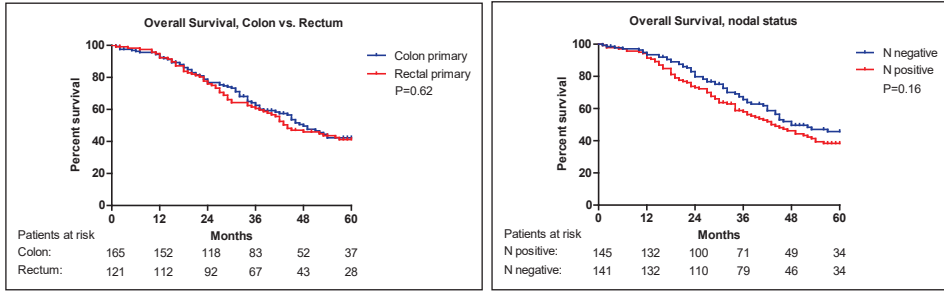 Overall Survival, Colon vs. Rectum
100
80
60
40
20
0
Percent survival
Colon primary
Rectal primary
P=0.62
0 12 24 36 48 60
Months
Patients at risk
Colon: 165 152 118 83 52 37
Rectum: 121 112 92 67 43 28
Overall Survival, nodal status
100
80
60
40
20
0
Percent survival
N negative
N positive
P=0.16
0 12 24 36 48 60
Months
Patients at risk
N positive: 145 132 100 71 49 34
N negative: 141 132 110 79 46 34